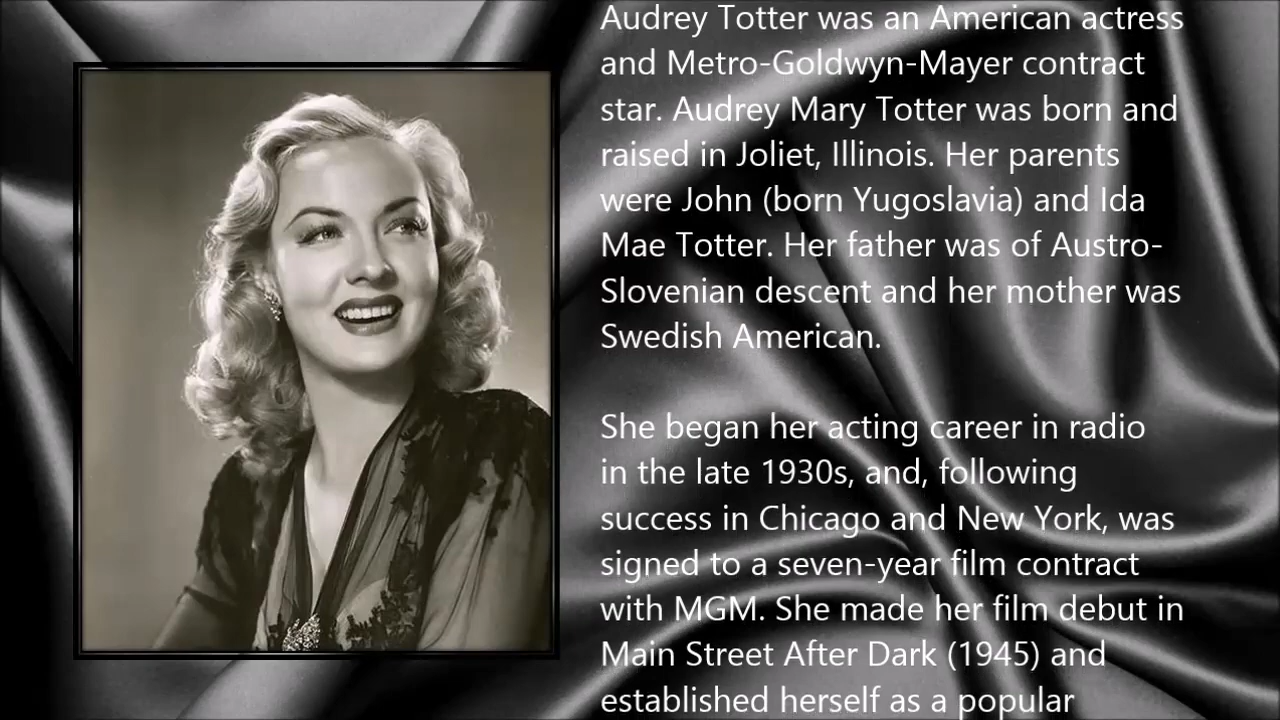 Audrey Totter was an American actress
and Metro-Goldwyn-Mayer contract
star. Audrey Mary Totter was born and
raised in Joliet, Illinois. Her parents
were John (born Yugoslavia) and Ida
Mae Totter. Her father was of Austro-
Slovenian descent and her mother was
Swedish American.
She began her acting career in radio
in the late 1930s, and, following
success in Chicago and New York, was
signed to a seven-year film contract
with MGM. She made her film debut in
Main Street After Dark (1945) and
established herself as a popular